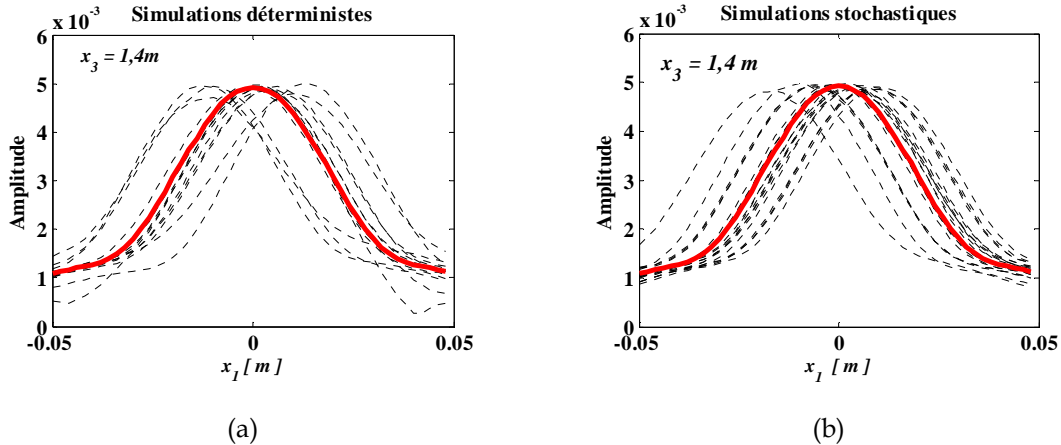 Simulations déterministes
x 10⁻³
x₃ = 1,4m
6
5
4
3
2
1
0
Amplitude
-0.05
0
0.05
x₁ [ m ]
(a)
Simulations stochastiques
x 10⁻³
x₃ = 1,4 m
6
5
4
3
2
1
0
Amplitude
-0.05
0
0.05
x₁ [ m ]
(b)